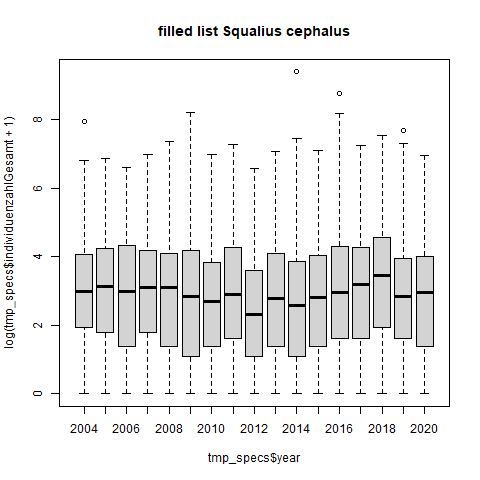 filled list Squalius cephalus
log(tmp_specs$individuenzahlGesamt + 1)
8
6
4
2
0
2004 2006 2008 2010 2012 2014 2016 2018 2020
tmp_specs$year